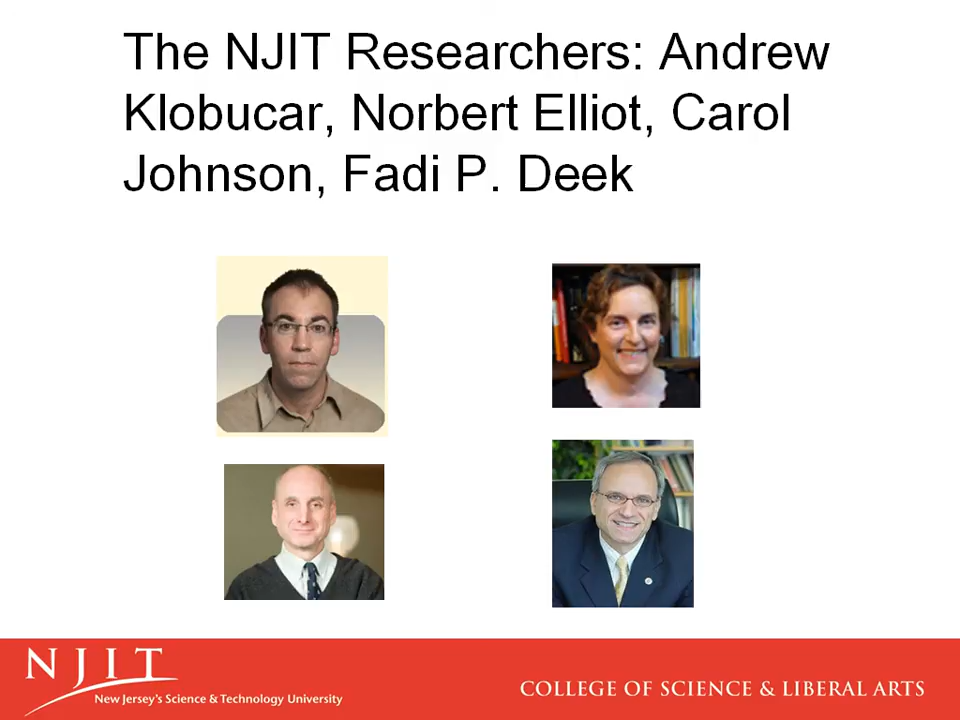 The NJIT Researchers: Andrew
Klobucar, Norbert Elliot, Carol
Johnson, Fadi P. Deek
NJIT
New Jersey's Science & Technology University
COLLEGE OF SCIENCE & LIBERAL ARTS